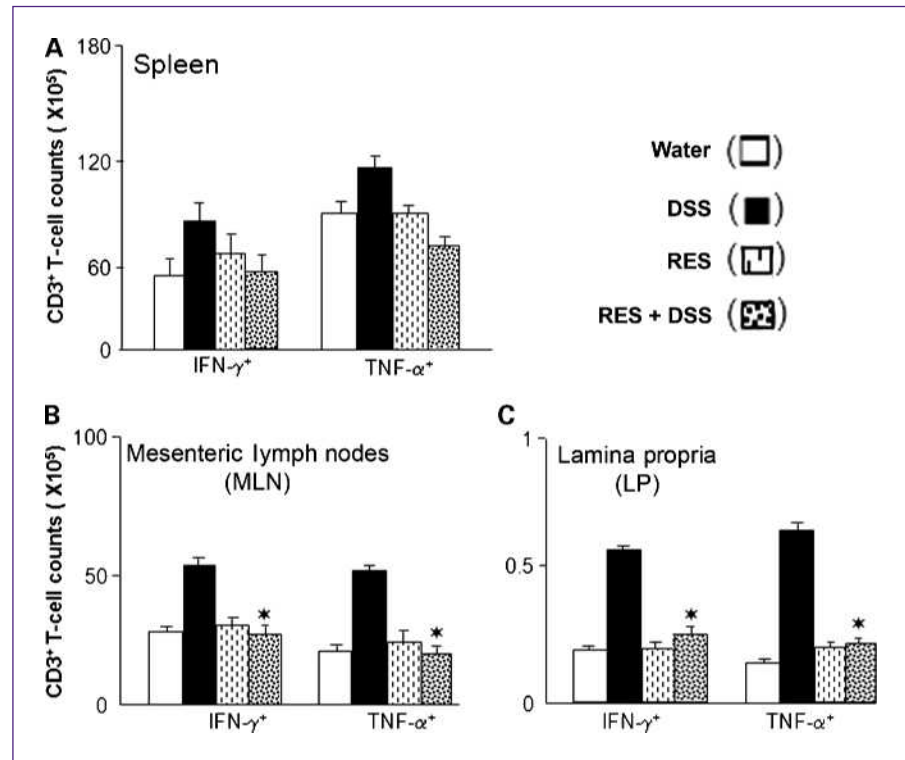 A
Spleen
CD3⁺ T-cell counts ( X10⁵)
180
120
60
0
IFN-γ⁺
TNF-α⁺
Water ( )
DSS ( )
RES ( )
RES + DSS ( )
B
Mesenteric lymph nodes
(MLN)
CD3⁺ T-cell counts ( X10⁵)
100
50
0
*
*
IFN-γ⁺
TNF-α⁺
C
Lamina propria
(LP)
1
0.5
0
*
*
IFN-γ⁺
TNF-α⁺